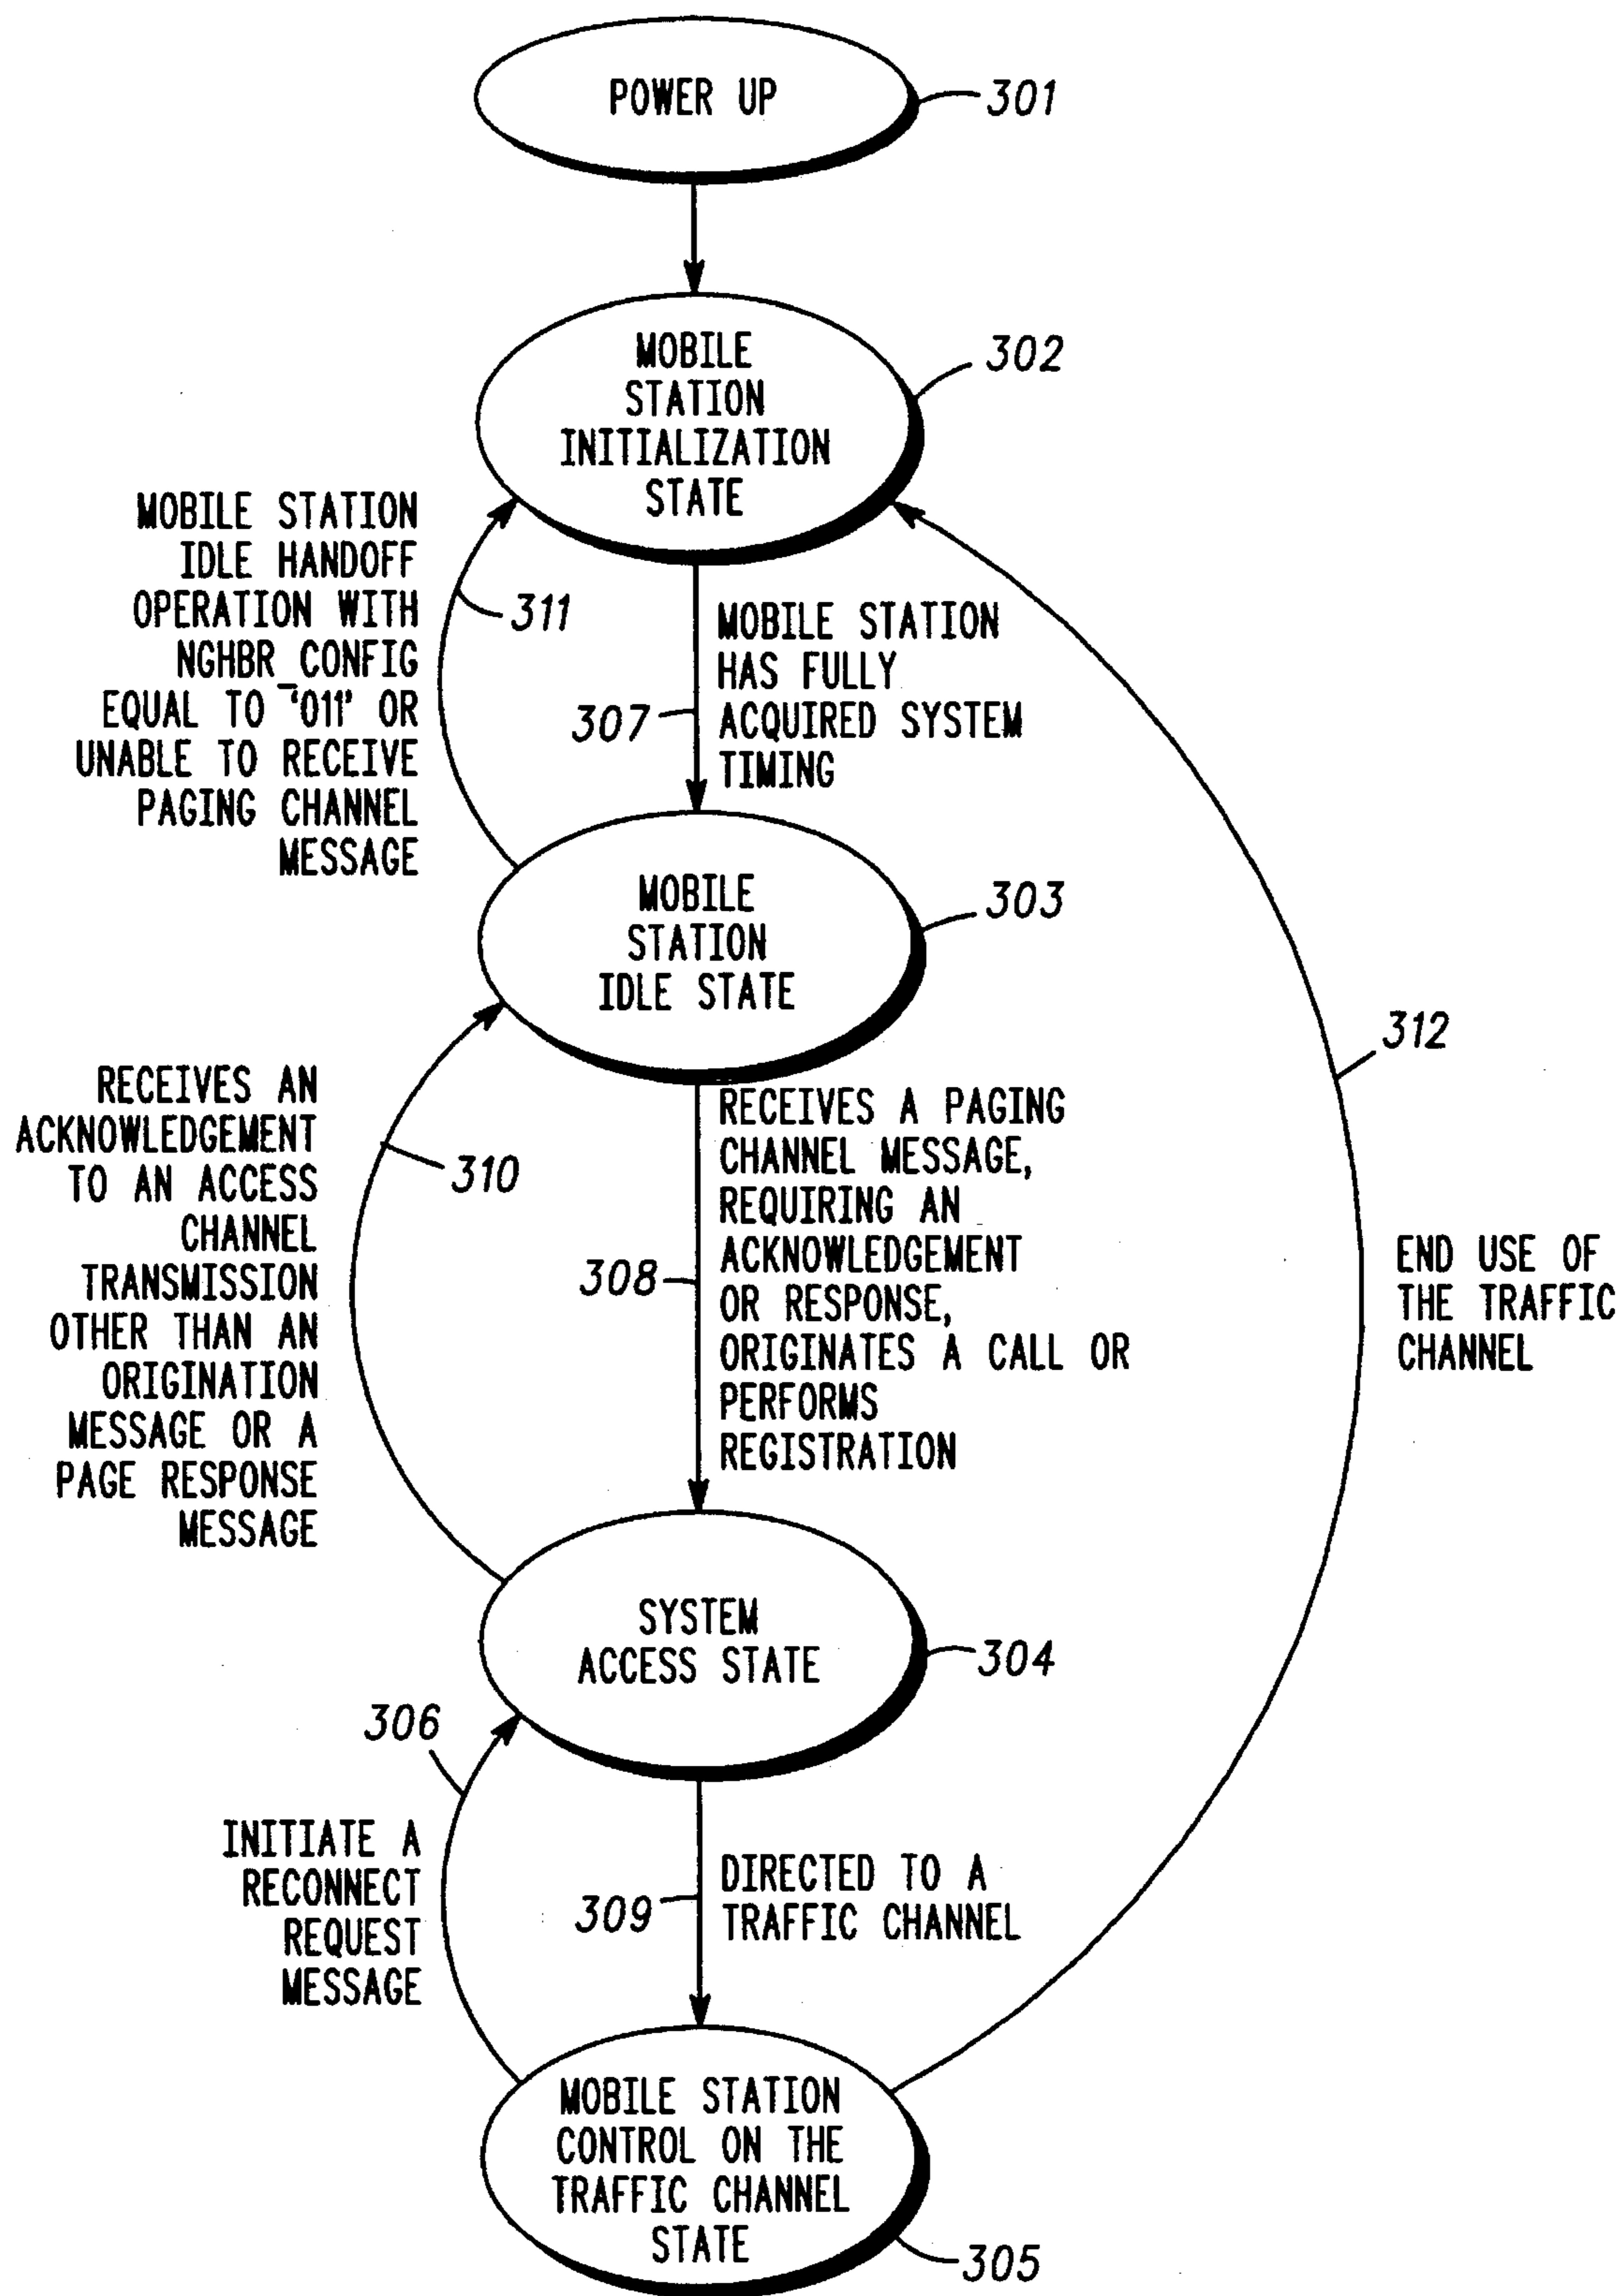 POWER UP
301
MOBILE
STATION
INITIALIZATION
STATE
302
MOBILE STATION
IDLE HANDOFF
OPERATION WITH
NGHBR_CONFIG
EQUAL TO '011' OR
UNABLE TO RECEIVE
PAGING CHANNEL
MESSAGE
311
307
MOBILE STATION
HAS FULLY
ACQUIRED SYSTEM
TIMING
MOBILE
STATION
IDLE STATE
303
312
RECEIVES AN
ACKNOWLEDGEMENT
TO AN ACCESS
CHANNEL
TRANSMISSION
OTHER THAN AN
ORIGINATION
MESSAGE OR A
PAGE RESPONSE
MESSAGE
310
308
RECEIVES A PAGING
CHANNEL MESSAGE,
REQUIRING AN
ACKNOWLEDGEMENT
OR RESPONSE,
ORIGINATES A CALL OR
PERFORMS
REGISTRATION
END USE OF
THE TRAFFIC
CHANNEL
SYSTEM
ACCESS STATE
304
306
INITIATE A
RECONNECT
REQUEST
MESSAGE
309
DIRECTED TO A
TRAFFIC CHANNEL
MOBILE STATION
CONTROL ON THE
TRAFFIC CHANNEL
STATE
305